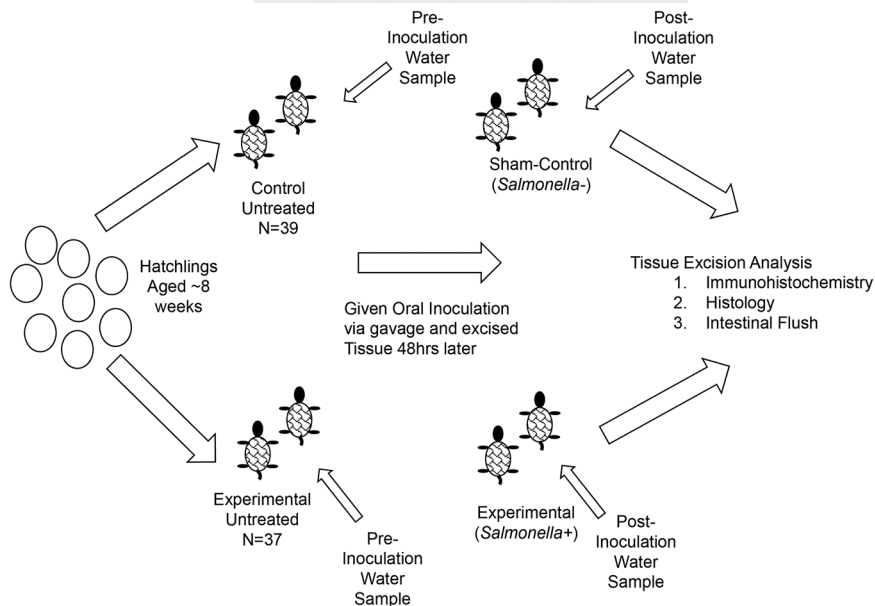 Pre-
Inoculation
Water
Sample
Post-
Inoculation
Water
Sample
Control
Untreated
N=39
Sham-Control
(Salmonella-)
Hatchlings
Aged ~8
weeks
Given Oral Inoculation
via gavage and excised
Tissue 48hrs later
Tissue Excision Analysis
1. Immunohistochemistry
2. Histology
3. Intestinal Flush
Experimental
Untreated
N=37
Pre-
Inoculation
Water
Sample
Experimental
(Salmonella+)
Post-
Inoculation
Water
Sample